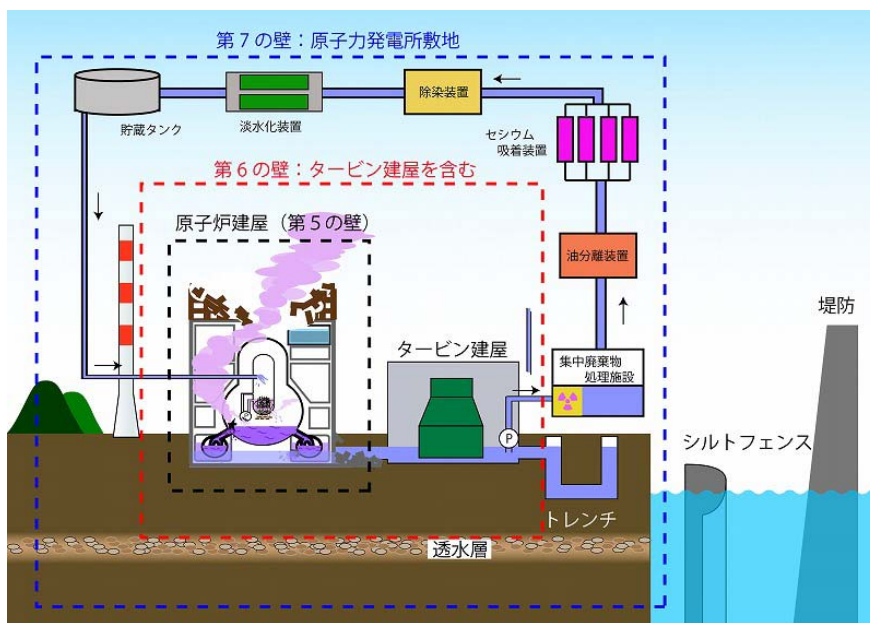 第７の壁：原子力発電所敷地
貯蔵タンク
淡水化装置
除染装置
セシウム
吸着装置
第６の壁：タービン建屋を含む
原子炉建屋（第５の壁）
油分離装置
堤防
タービン建屋
集中廃棄物
処理施設
P
シルトフェンス
トレンチ
透水層